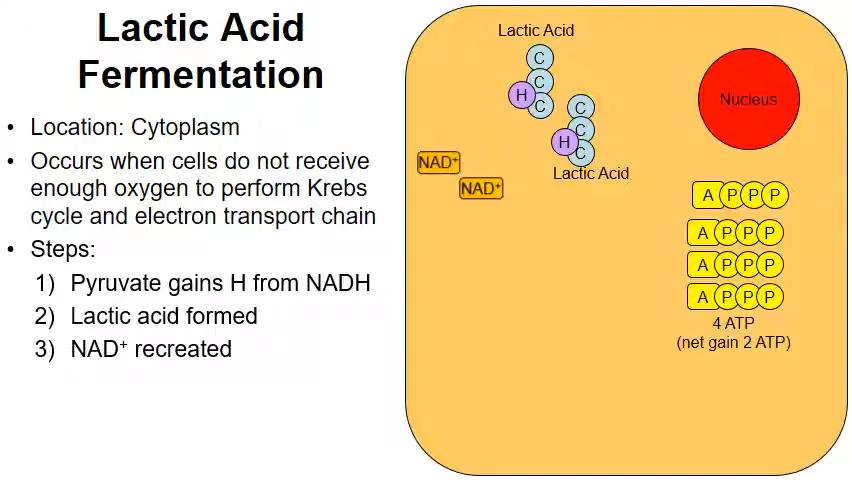 Lactic Acid
Fermentation
• Location: Cytoplasm
• Occurs when cells do not receive
enough oxygen to perform Krebs
cycle and electron transport chain
• Steps:
1) Pyruvate gains H from NADH
2) Lactic acid formed
3) NAD⁺ recreated
Lactic Acid
C
C
H
C
C
C
H
C
Lactic Acid
NAD⁺
NAD⁺
Nucleus
A P P P
A P P P
A P P P
A P P P
4 ATP
(net gain 2 ATP)